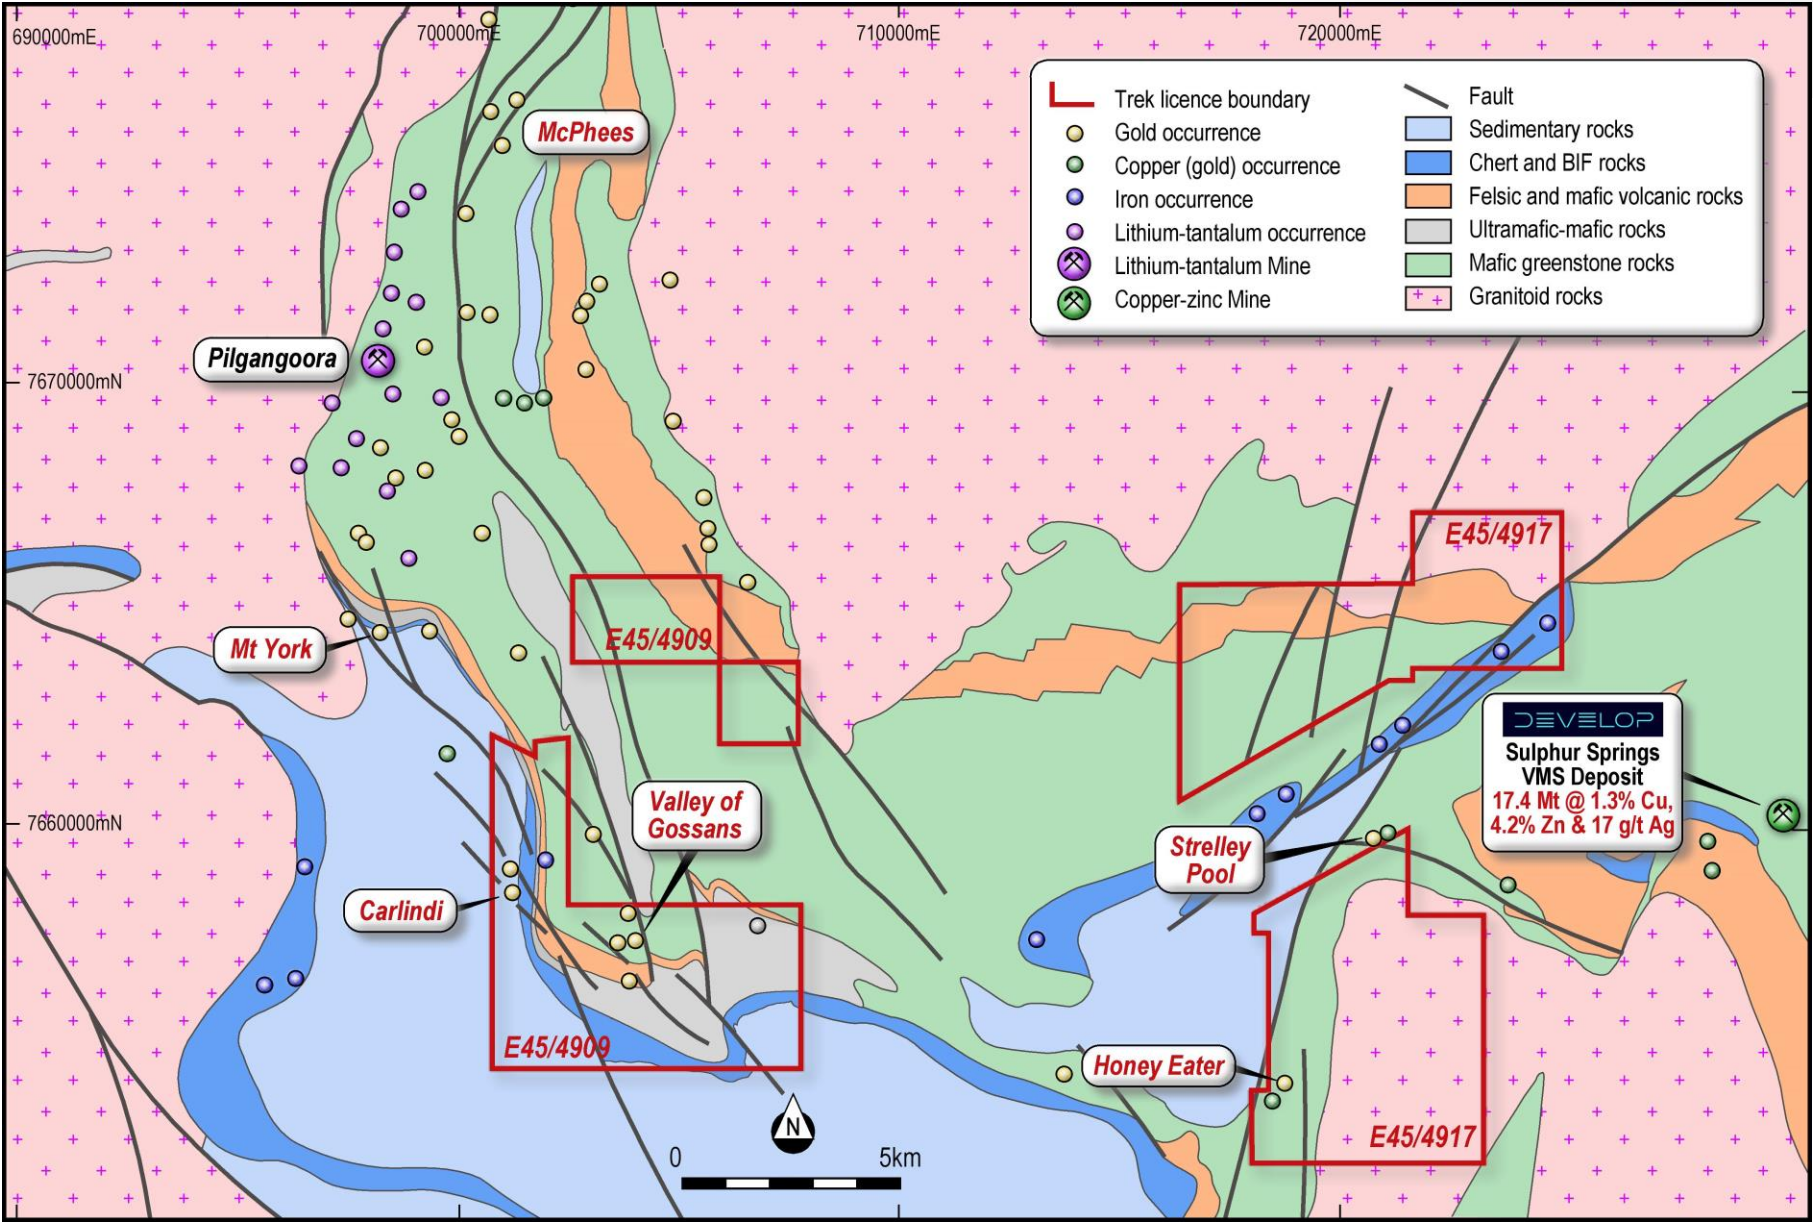 690000mE
700000mE
710000mE
720000mE
Trek licence boundary
Gold occurrence
Copper (gold) occurrence
Iron occurrence
Lithium-tantalum occurrence
Lithium-tantalum Mine
Copper-zinc Mine
Fault
Sedimentary rocks
Chert and BIF rocks
Felsic and mafic volcanic rocks
Ultramafic-mafic rocks
Mafic greenstone rocks
Granitoid rocks
McPhees
Pilgangoora
7670000mN
E45/4917
E45/4909
Mt York
DEVELOP
Sulphur Springs
VMS Deposit
17.4 Mt @ 1.3% Cu,
4.2% Zn & 17 g/t Ag
Valley of
Gossans
7660000mN
Strelley
Pool
Carlindi
E45/4909
Honey Eater
N
E45/4917
0
5km